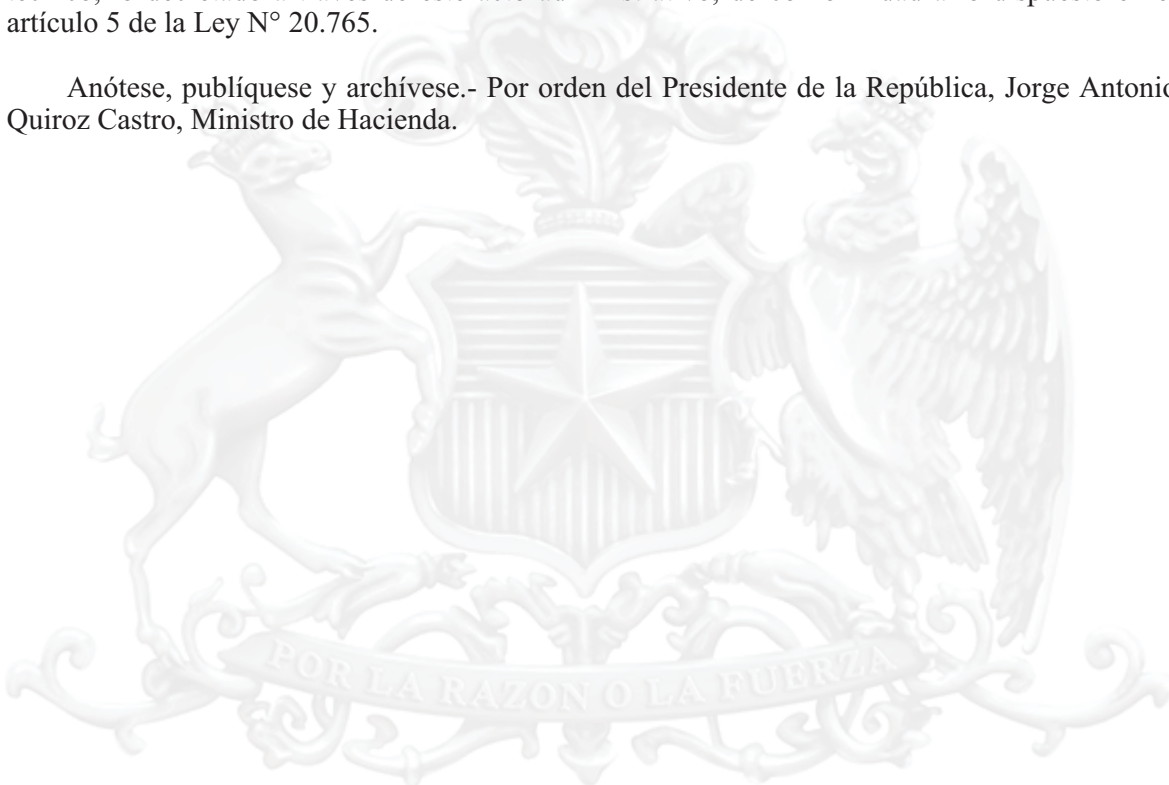 artículo 5 de la Ley N° 20.765.
Anótese, publíquese y archívese.- Por orden del Presidente de la República, Jorge Antonio
Quiroz Castro, Ministro de Hacienda.
POR LA RAZON O LA FUERZA